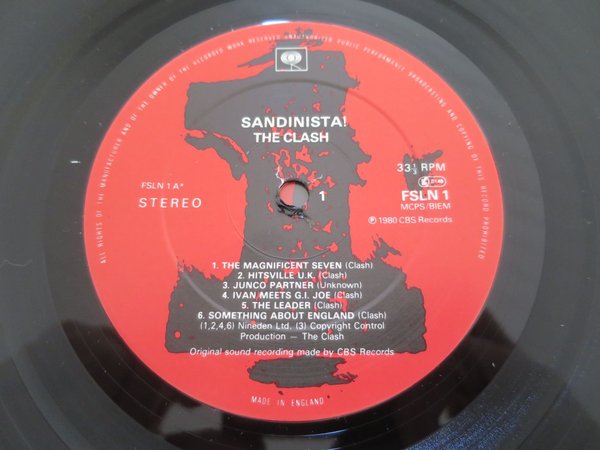 ALL RIGHTS OF THE MANUFACTURER AND OF THE OWNER OF THE RECORDED WORK RESERVED UNAUTHORIZED PUBLIC PERFORMANCE BROADCASTING AND COPYING OF THIS RECORD PROHIBITED
SANDINISTA!
THE CLASH
33⅓ RPM
FSLN 1 A*
STEREO
1
FSLN 1
MCPS/BIEM
℗ 1980 CBS Records
1. THE MAGNIFICENT SEVEN (Clash)
2. HITSVILLE U.K. (Clash)
3. JUNCO PARTNER (Unknown)
4. IVAN MEETS G.I. JOE (Clash)
5. THE LEADER (Clash)
6. SOMETHING ABOUT ENGLAND (Clash)
(1,2,4,6) Nineden Ltd. (3) Copyright Control
Production — The Clash
Original sound recording made by CBS Records
MADE IN ENGLAND